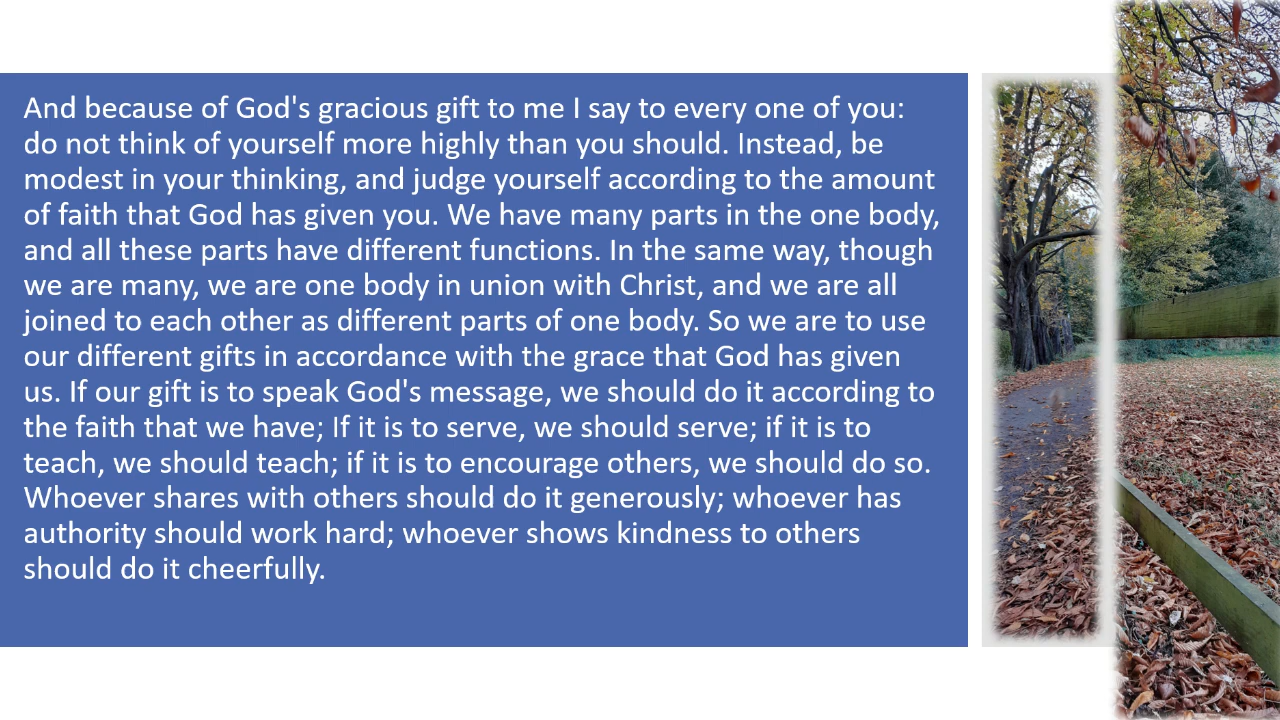 And because of God's gracious gift to me I say to every one of you:
do not think of yourself more highly than you should. Instead, be
modest in your thinking, and judge yourself according to the amount
of faith that God has given you. We have many parts in the one body,
and all these parts have different functions. In the same way, though
we are many, we are one body in union with Christ, and we are all
joined to each other as different parts of one body. So we are to use
our different gifts in accordance with the grace that God has given
us. If our gift is to speak God's message, we should do it according to
the faith that we have; If it is to serve, we should serve; if it is to
teach, we should teach; if it is to encourage others, we should do so.
Whoever shares with others should do it generously; whoever has
authority should work hard; whoever shows kindness to others
should do it cheerfully.